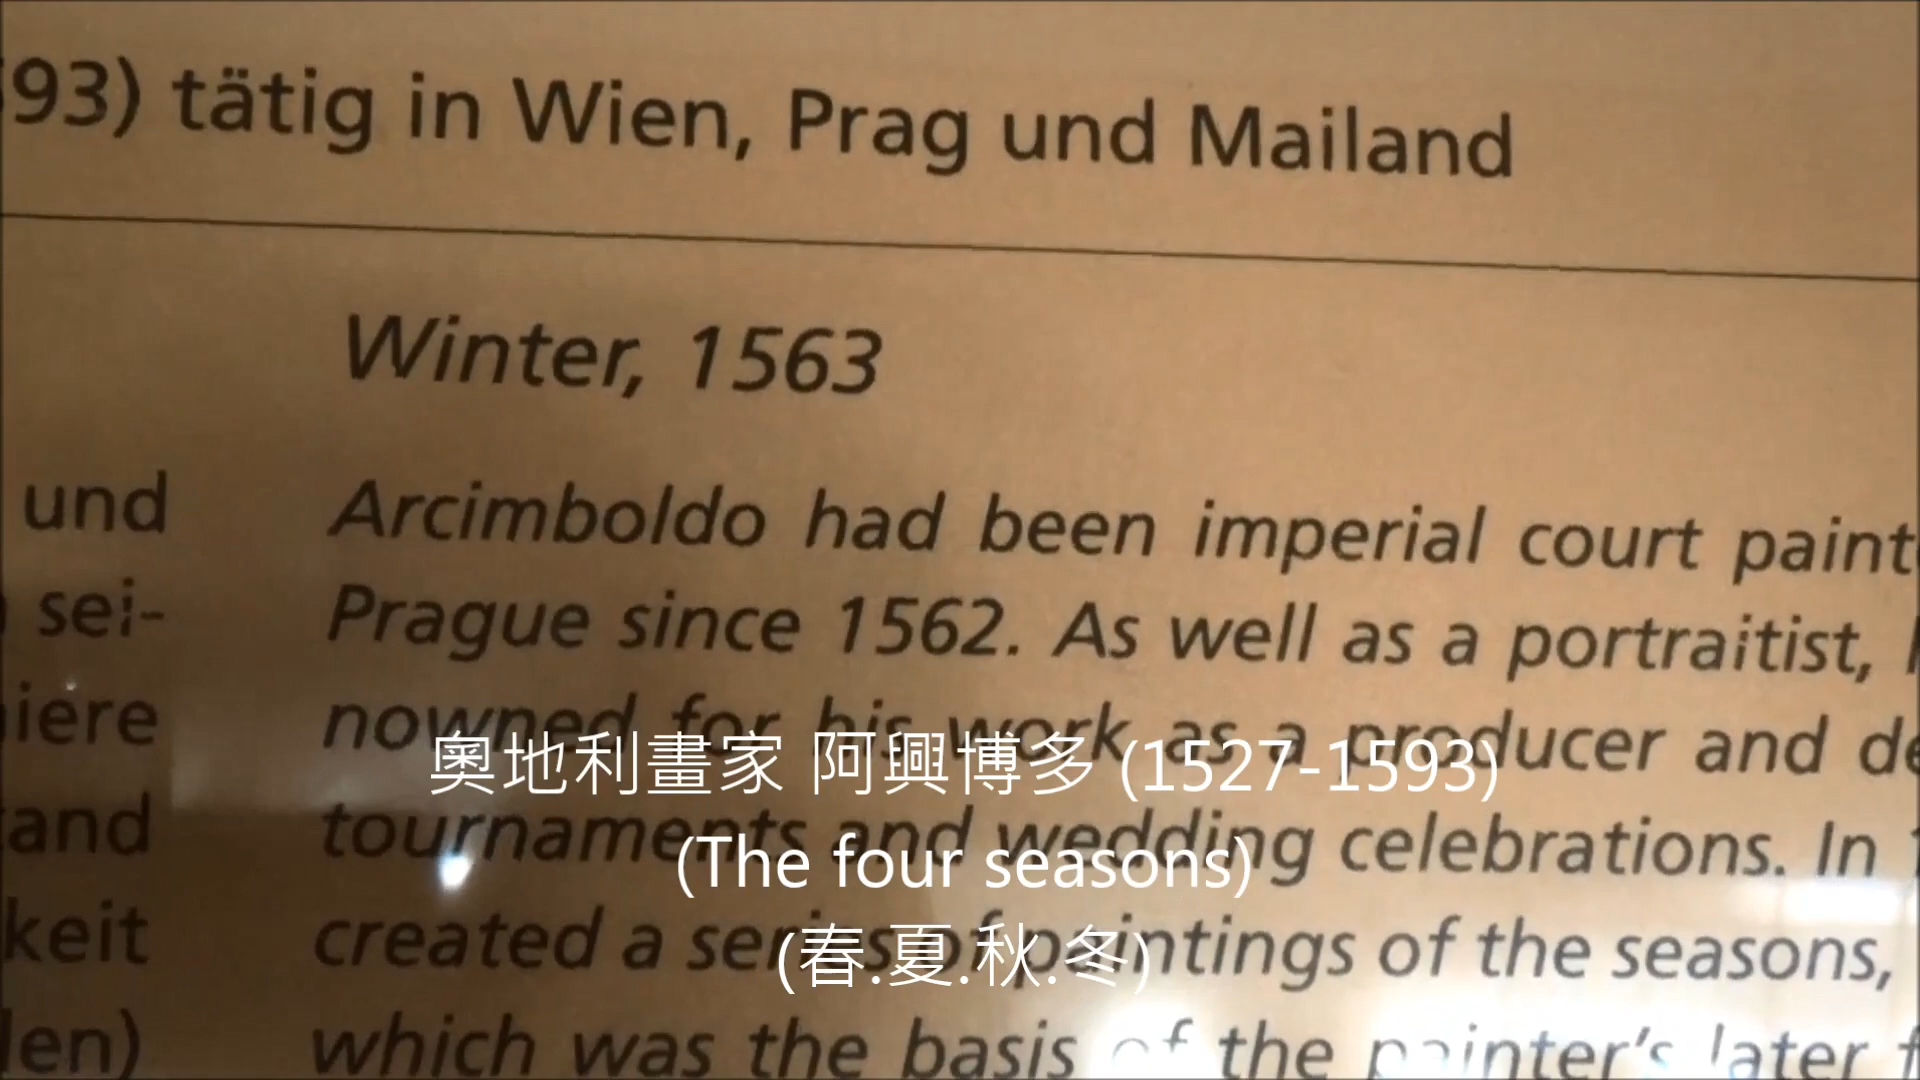 93) tätig in Wien, Prag und Mailand
Winter, 1563
und
sei-
iere
and
keit
en)
Arcimboldo had been imperial court paint
Prague since 1562. As well as a portraitist,
nowned for his work as a producer and de
tournaments and wedding celebrations. In
created a series of paintings of the seasons,
which was the basis of the painter's later f
奧地利畫家 阿興博多 (1527-1593)
(The four seasons)
(春.夏.秋.冬)